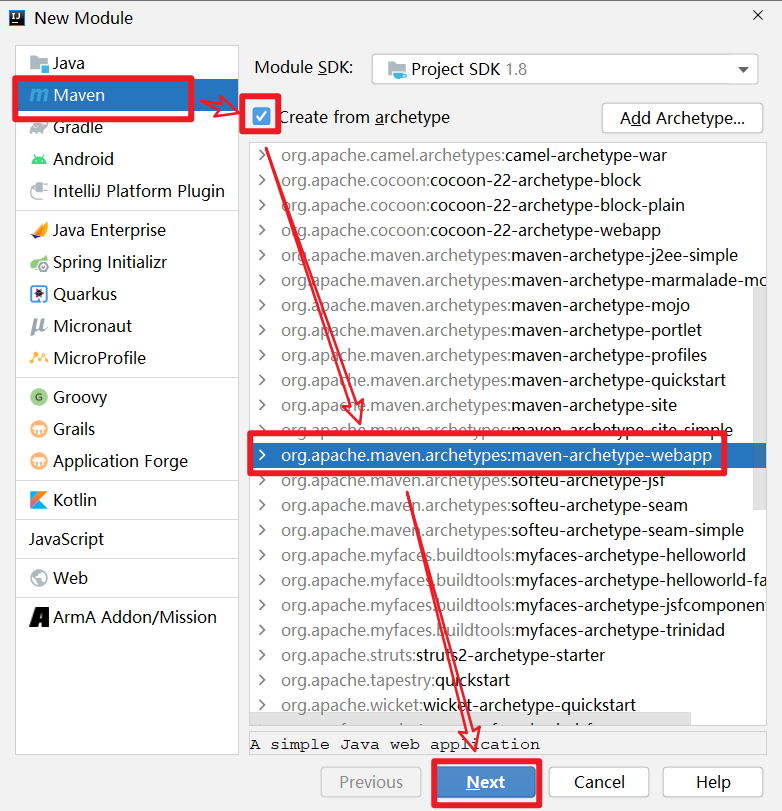 New Module
Java
Maven
Gradle
Android
IntelliJ Platform Plugin
Java Enterprise
Spring Initializr
Quarkus
Micronaut
MicroProfile
Groovy
Grails
Application Forge
Kotlin
JavaScript
Web
ArmA Addon/Mission
Module SDK:
Project SDK 1.8
Create from archetype
Add Archetype...
org.apache.camel.archetypes:camel-archetype-war
org.apache.cocoon:cocoon-22-archetype-block
org.apache.cocoon:cocoon-22-archetype-block-plain
org.apache.cocoon:cocoon-22-archetype-webapp
org.apache.maven.archetypes:maven-archetype-j2ee-simple
org.apache.maven.archetypes:maven-archetype-marmalade-mo
org.apache.maven.archetypes:maven-archetype-mojo
org.apache.maven.archetypes:maven-archetype-portlet
org.apache.maven.archetypes:maven-archetype-profiles
org.apache.maven.archetypes:maven-archetype-quickstart
org.apache.maven.archetypes:maven-archetype-site
org.apache.maven.archetypes:maven-archetype-site-simple
org.apache.maven.archetypes:maven-archetype-webapp
org.apache.maven.archetypes:softeu-archetype-jsf
org.apache.maven.archetypes:softeu-archetype-seam
org.apache.maven.archetypes:softeu-archetype-seam-simple
org.apache.myfaces.buildtools:myfaces-archetype-helloworld
org.apache.myfaces.buildtools:myfaces-archetype-helloworld-fa
org.apache.myfaces.buildtools:myfaces-archetype-jsfcomponen
org.apache.myfaces.buildtools:myfaces-archetype-trinidad
org.apache.struts:struts2-archetype-starter
org.apache.tapestry:quickstart
org.apache.wicket:wicket-archetype-quickstart
A simple Java web application
Previous
Next
Cancel
Help